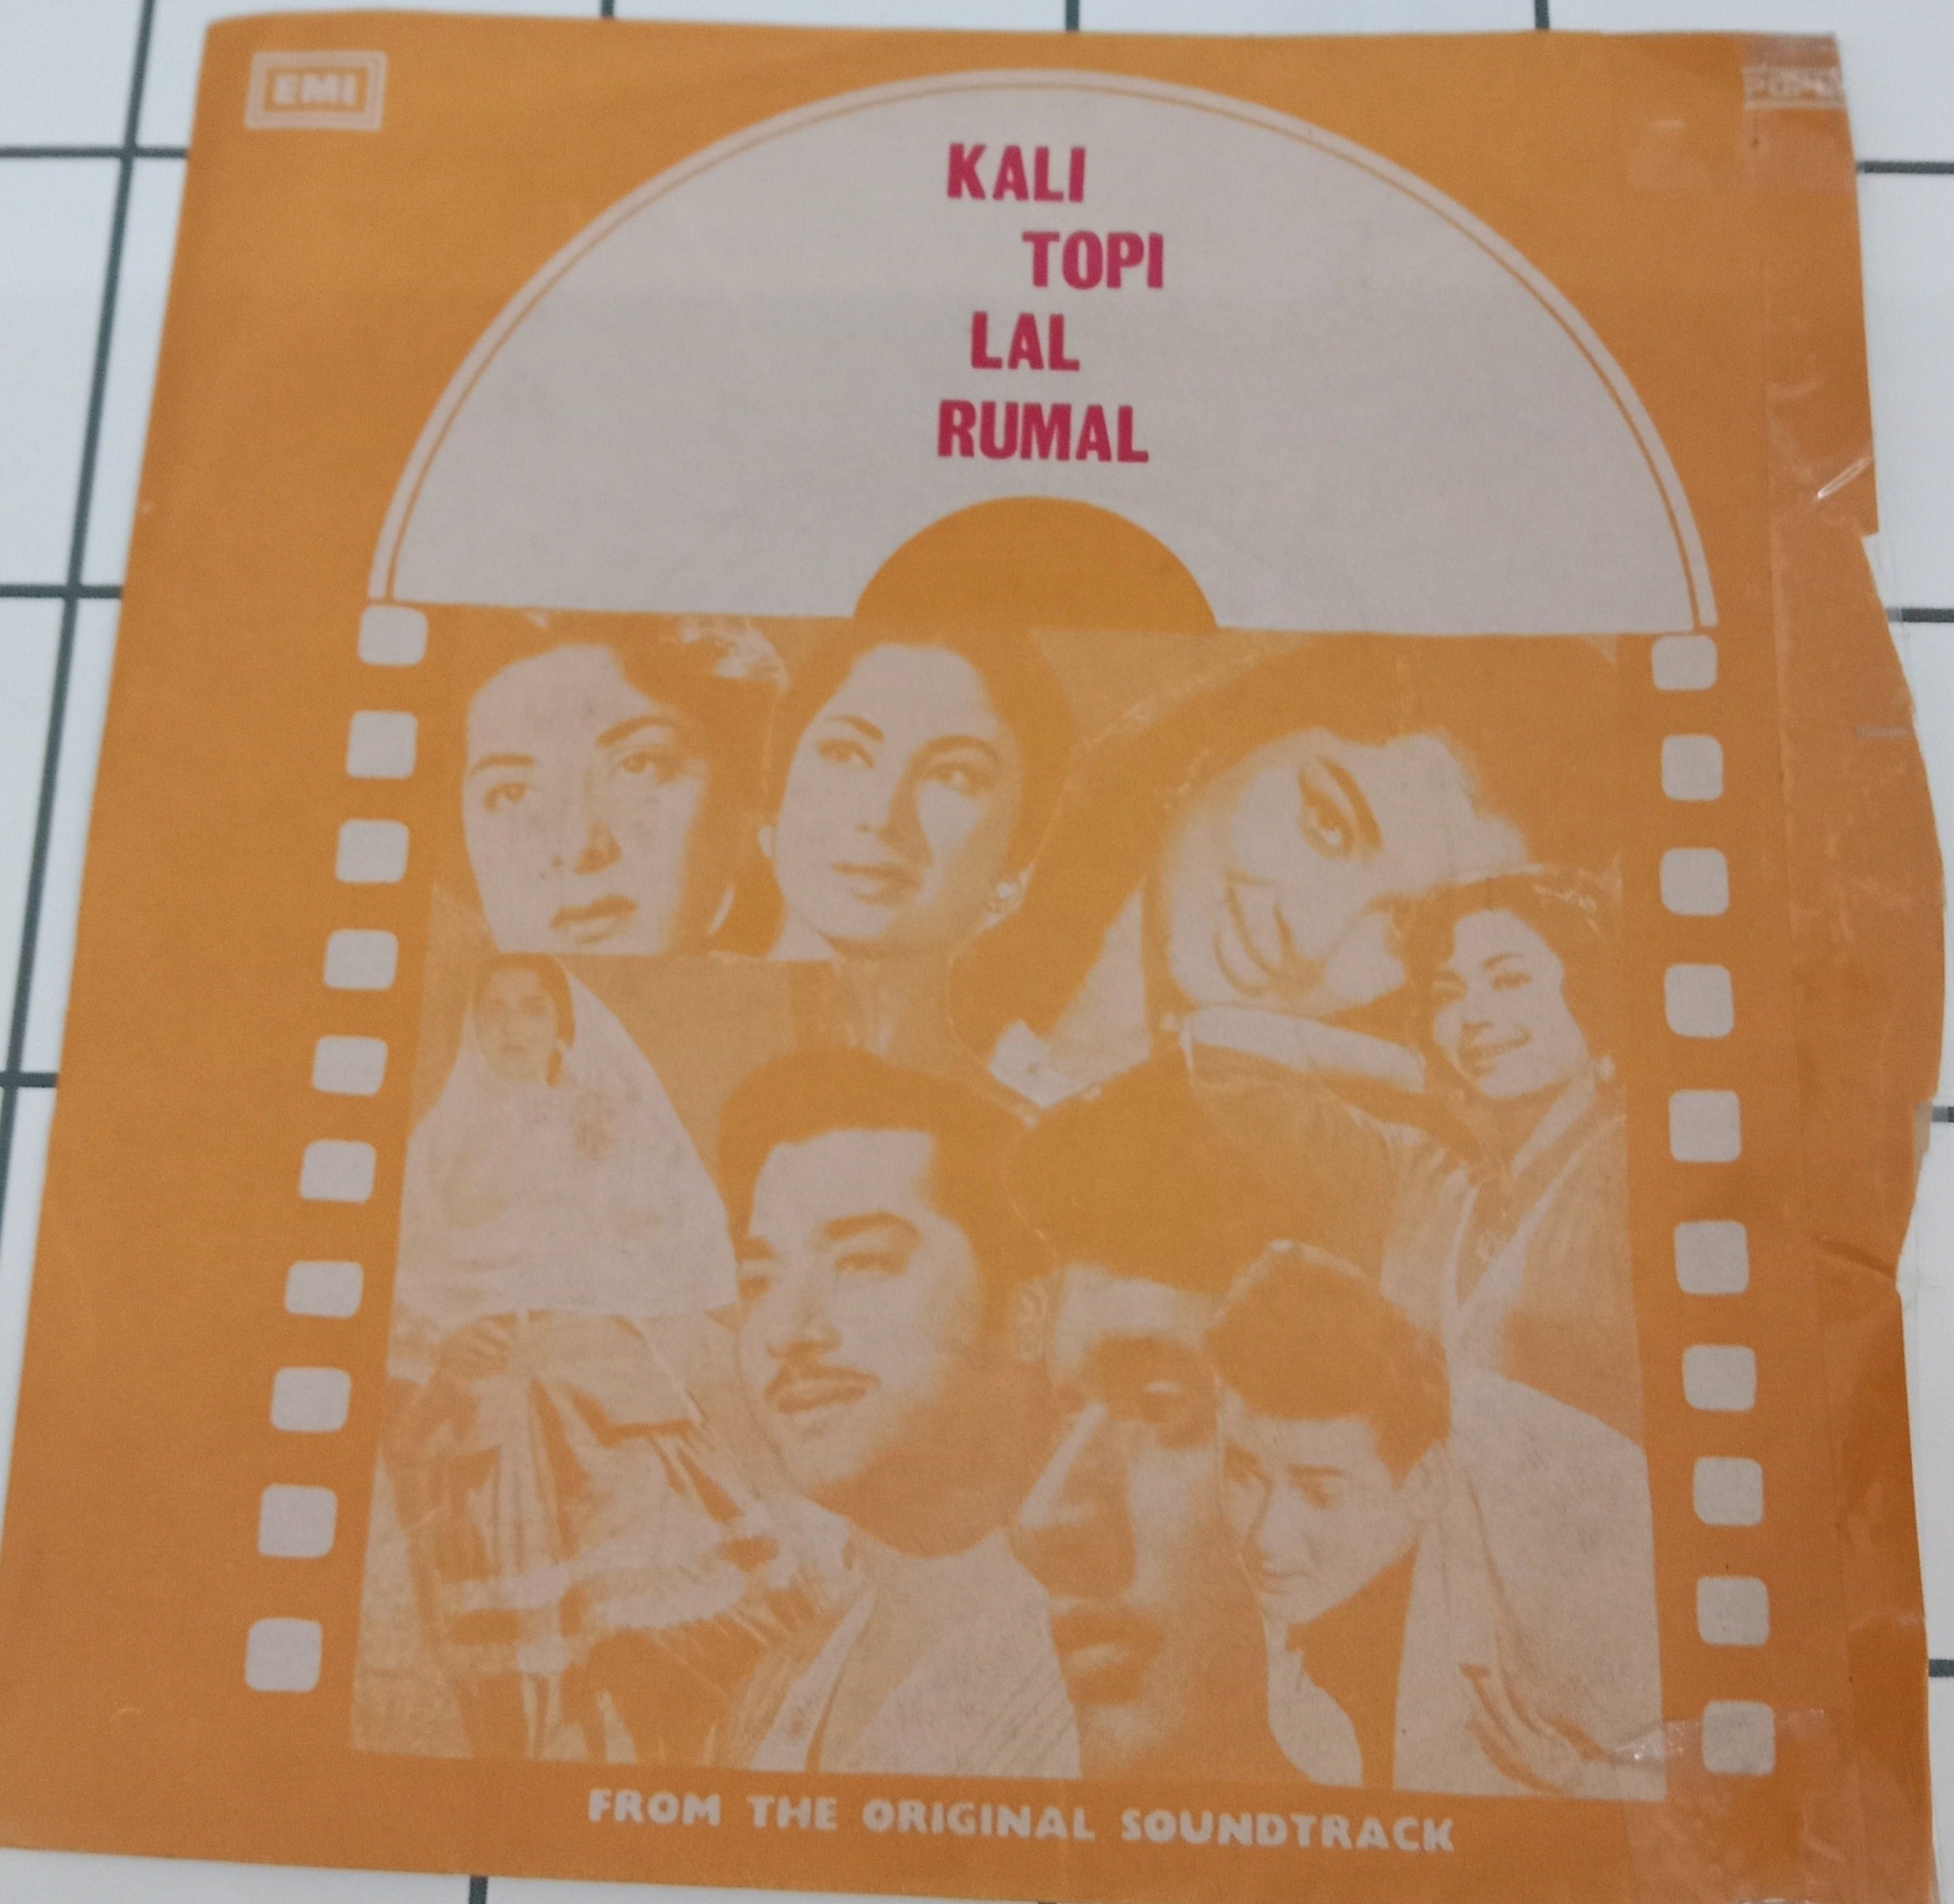 EMI
KALI
TOPI
LAL
RUMAL
FROM THE ORIGINAL SOUNDTRACK